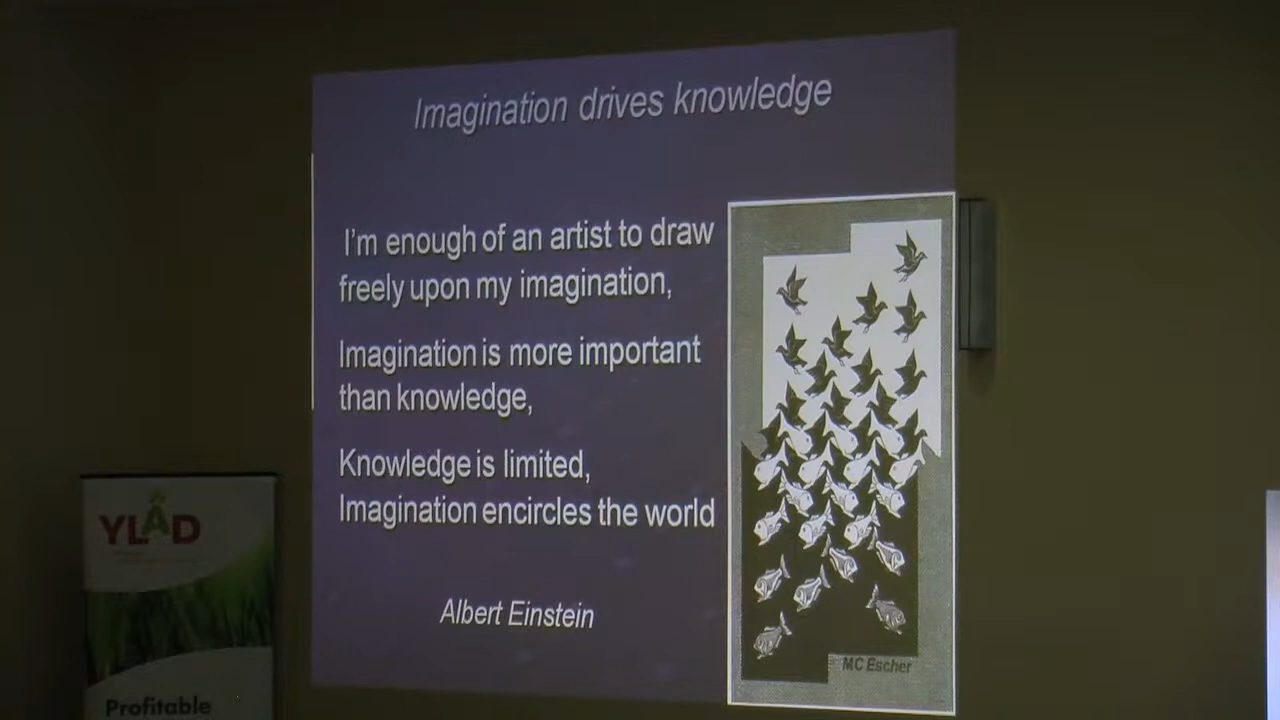 Imagination drives knowledge
I'm enough of an artist to draw
freely upon my imagination,
Imagination is more important
than knowledge,
Knowledge is limited,
Imagination encircles the world
Albert Einstein
MC Escher
YLAD
Profitable